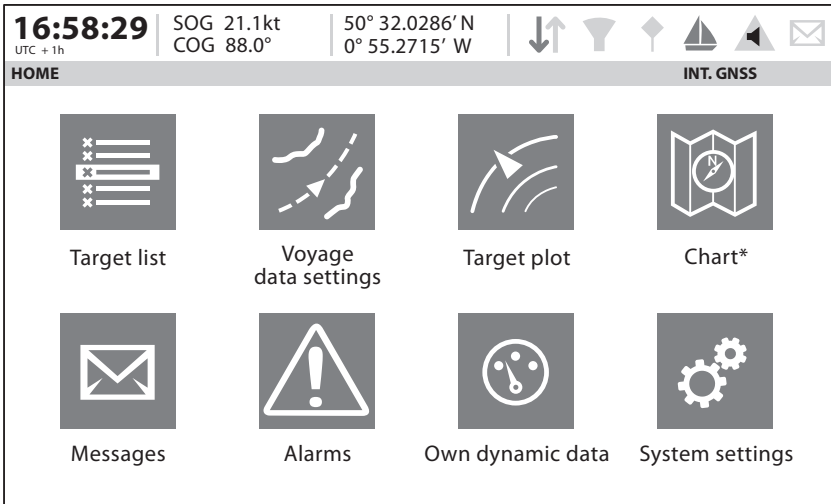 16:58:29
UTC + 1h
SOG 21.1kt
COG 88.0°
50° 32.0286’ N
0° 55.2715’ W
HOME
INT. GNSS
Target list
Voyage
data settings
Target plot
N
Chart*
Messages
Alarms
Own dynamic data
System settings